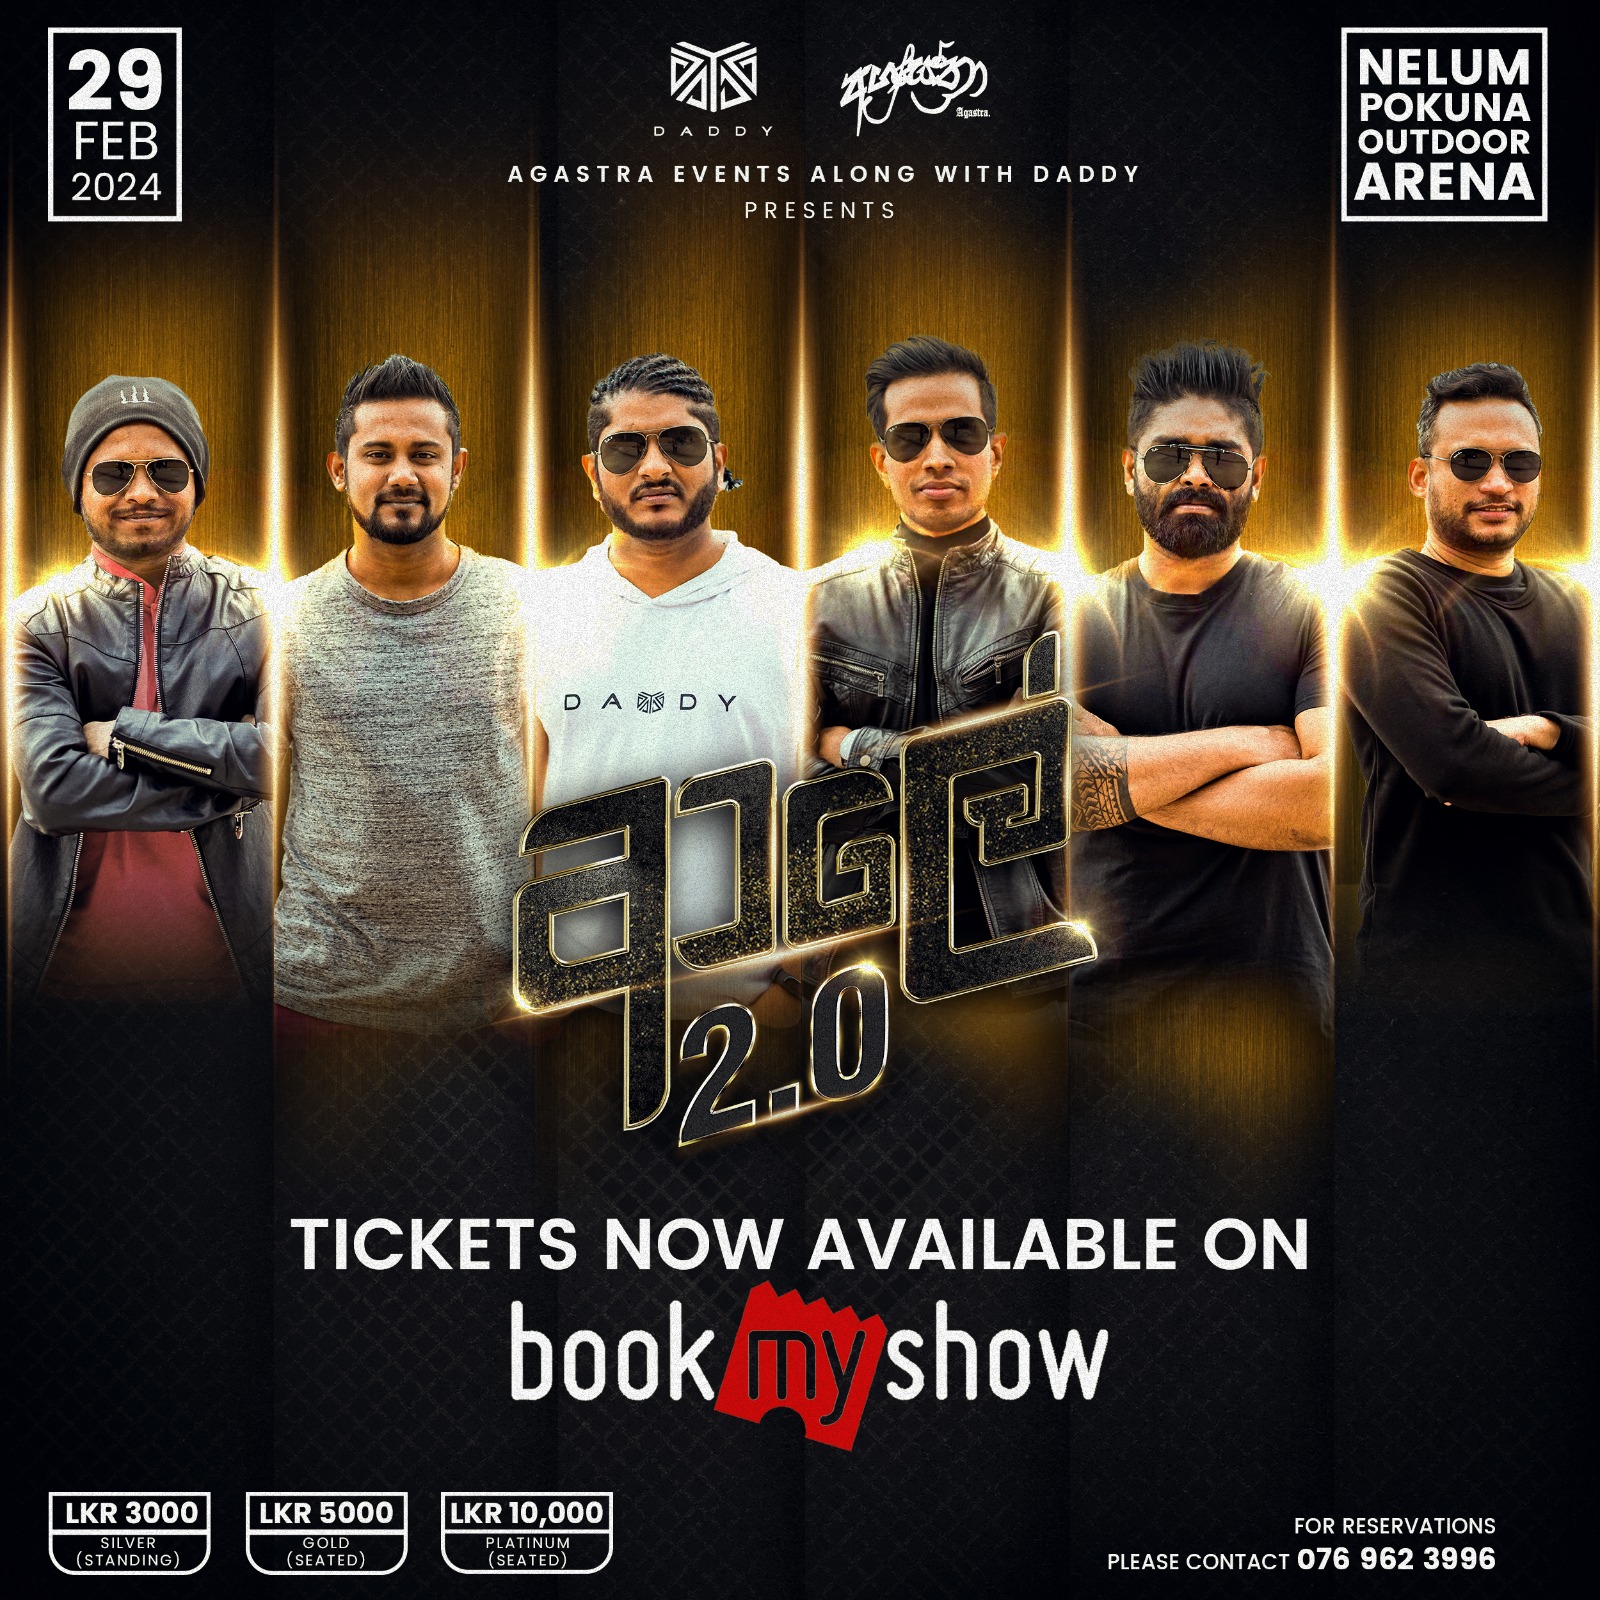 29
FEB
2024
DADDY
අගස්ත්‍රා
Agastra.
NELUM
POKUNA
OUTDOOR
ARENA
AGASTRA EVENTS ALONG WITH DADDY
PRESENTS
DADDY
ආලේ
2.0
TICKETS NOW AVAILABLE ON
bookmyshow
LKR 3000
SILVER
(STANDING)
LKR 5000
GOLD
(SEATED)
LKR 10,000
PLATINUM
(SEATED)
FOR RESERVATIONS
PLEASE CONTACT 076 962 3996